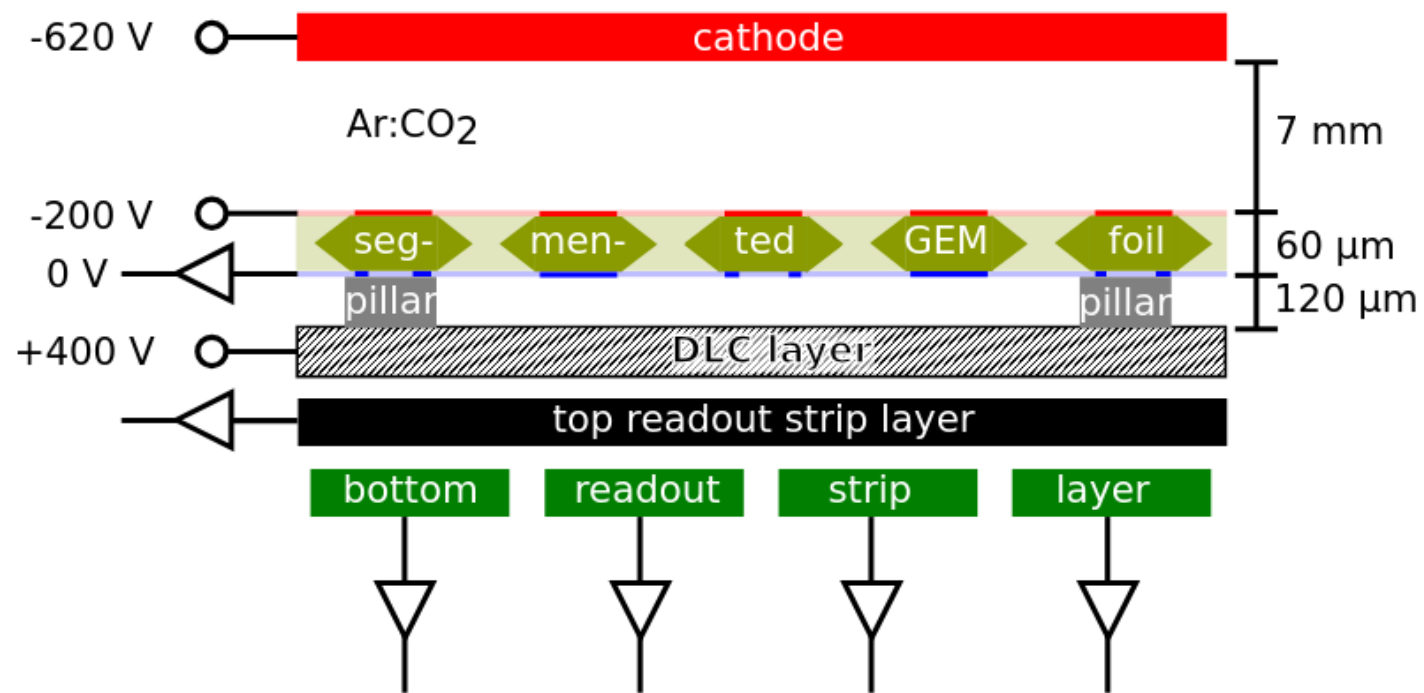 -620 V
cathode
Ar:CO2
7 mm
-200 V
seg- men- ted GEM foil
60 µm
0 V
pillar pillar
120 µm
+400 V
DLC layer
top readout strip layer
bottom readout strip layer